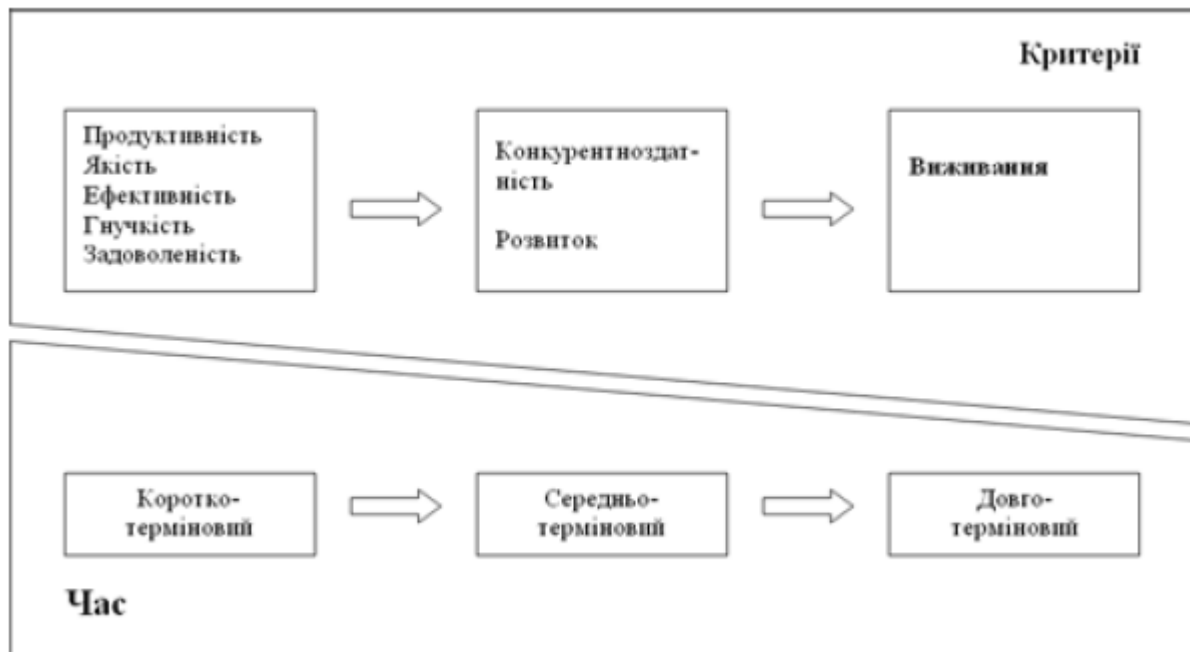 Критерії
Продуктивність
Якість
Ефективність
Гнучкість
Задоволеність
Конкурентноздат-
ність
Розвиток
Виживання
Коротко-
терміновий
Середньо-
терміновий
Довго-
терміновий
Час